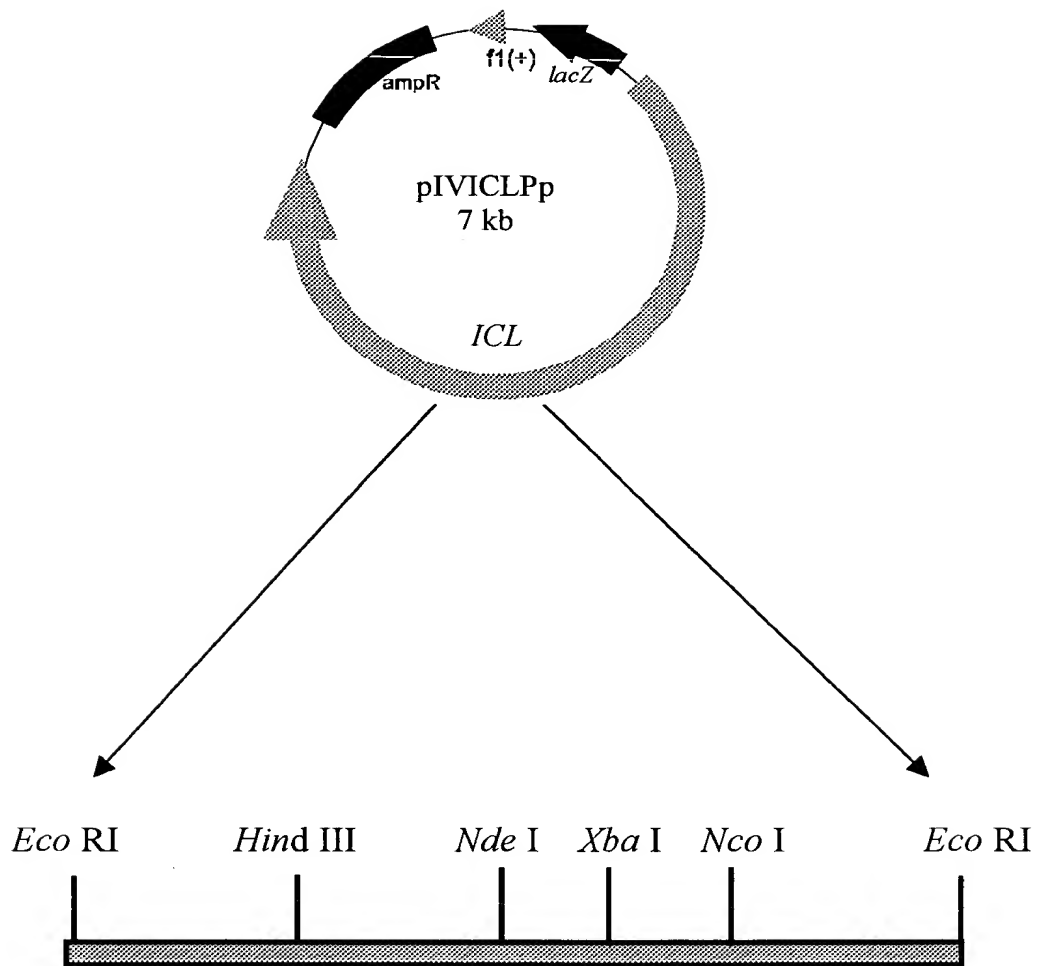 f1(+)
lacZ
ampR
pIVICLPp
7 kb
ICL
Eco RI Hind III Nde I Xba I Nco I Eco RI